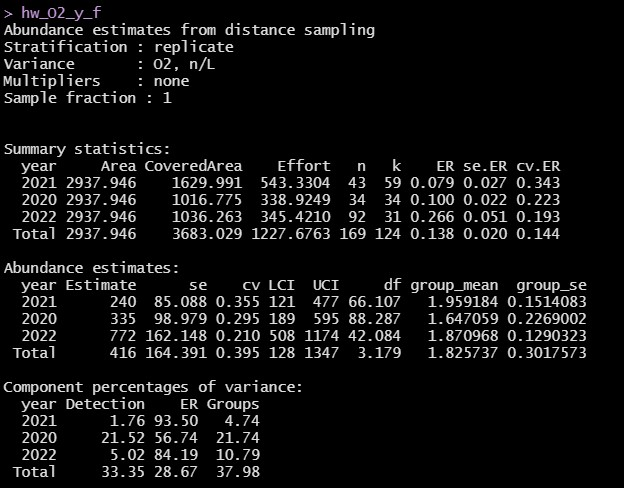 > hw_O2_y_f
Abundance estimates from distance sampling
Stratification : replicate
Variance       : O2, n/L
Multipliers    : none
Sample fraction : 1
Summary statistics:
  year     Area CoveredArea    Effort   n   k    ER se.ER cv.ER
  2021 2937.946    1629.991  543.3304  43  59 0.079 0.027 0.343
  2020 2937.946    1016.775  338.9249  34  34 0.100 0.022 0.223
  2022 2937.946    1036.263  345.4210  92  31 0.266 0.051 0.193
 Total 2937.946    3683.029 1227.6763 169 124 0.138 0.020 0.144
Abundance estimates:
  year Estimate      se    cv LCI  UCI     df group_mean  group_se
  2021      240  85.088 0.355 121  477 66.107   1.959184 0.1514083
  2020      335  98.979 0.295 189  595 88.287   1.647059 0.2269002
  2022      772 162.148 0.210 508 1174 42.084   1.870968 0.1290323
 Total      416 164.391 0.395 128 1347  3.179   1.825737 0.3017573
Component percentages of variance:
  year Detection    ER Groups
  2021      1.76 93.50   4.74
  2020     21.52 56.74  21.74
  2022      5.02 84.19  10.79
 Total     33.35 28.67  37.98